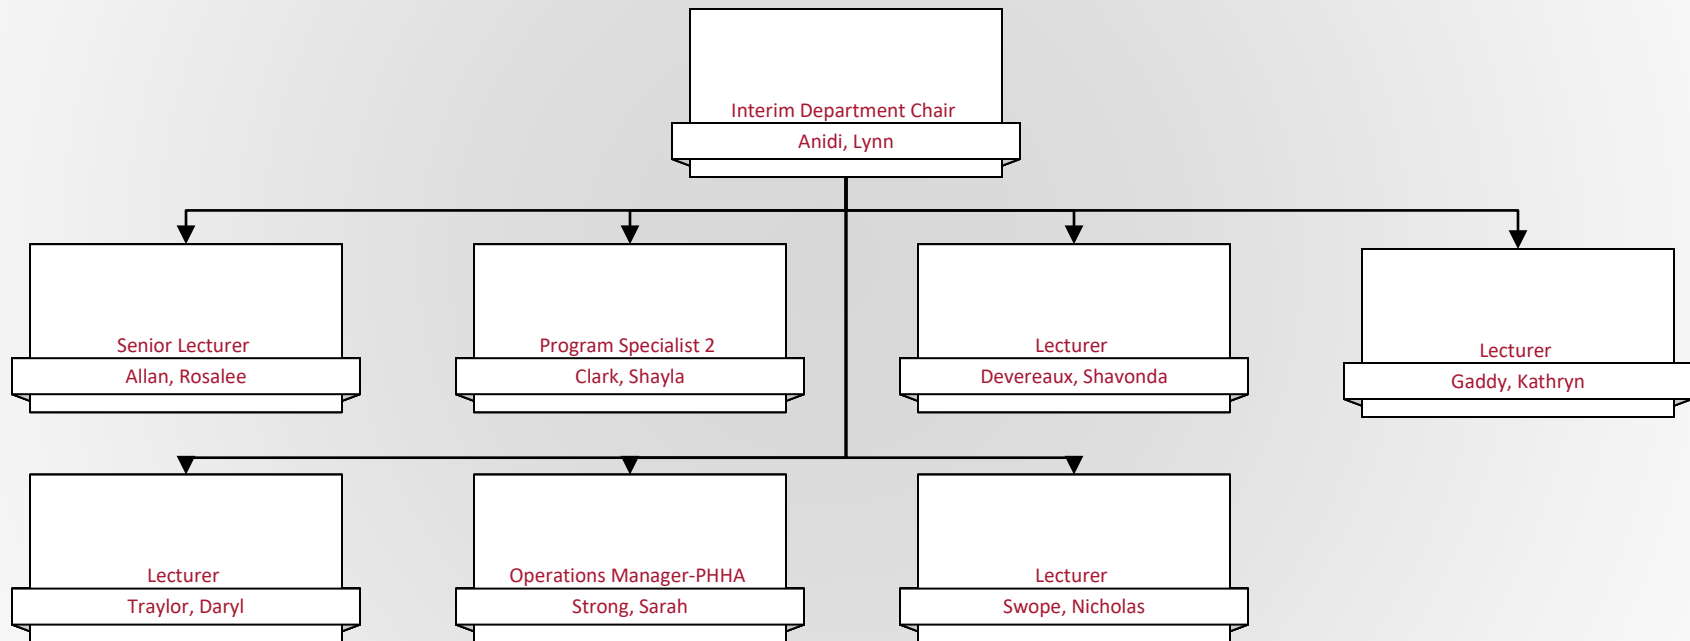 Interim Department Chair
Anidi, Lynn
Senior Lecturer
Allan, Rosalee
Program Specialist 2
Clark, Shayla
Lecturer
Devereaux, Shavonda
Lecturer
Gaddy, Kathryn
Lecturer
Traylor, Daryl
Operations Manager-PHHA
Strong, Sarah
Lecturer
Swope, Nicholas